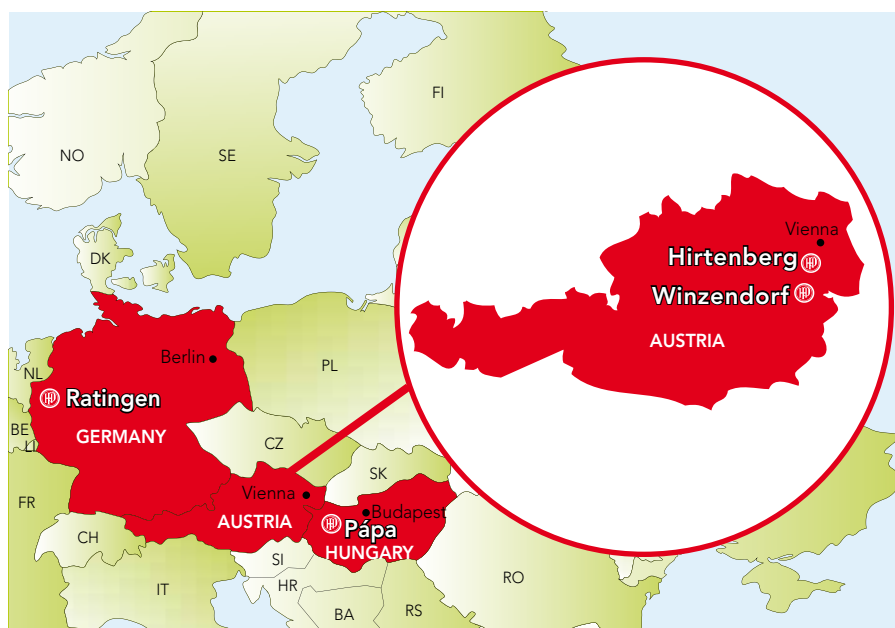 FI
NO
SE
DK
Vienna
Hirtenberg
Winzendorf
AUSTRIA
Berlin
PL
NL
Ratingen
BE
GERMANY
LU
CZ
SK
Vienna
FR
Budapest
AUSTRIA
Pápa
CH
HUNGARY
SI
RO
IT
HR
BA
RS